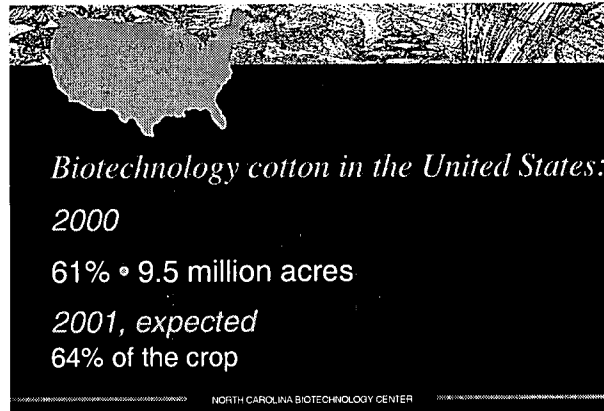 Biotechnology cotton in the United States:
2000
61% • 9.5 million acres
2001, expected
64% of the crop
NORTH CAROLINA BIOTECHNOLOGY CENTER